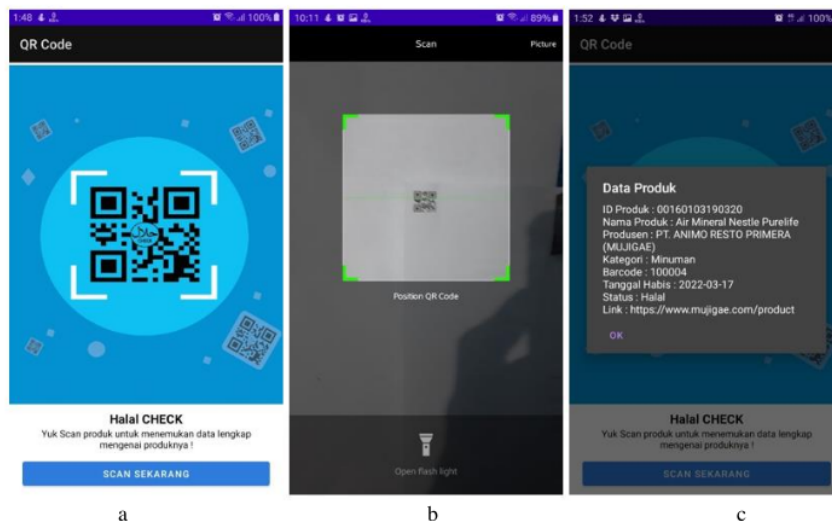 1:48
100%
QR Code
حلال
CHECK
Halal CHECK
Yuk Scan produk untuk menemukan data lengkap
mengenai produknya !
SCAN SEKARANG
a
10:11
89%
Scan
Picture
Position QR Code
Open flash light
b
1:52
100%
QR Code
Data Produk
ID Produk : 00160103190320
Nama Produk : Air Mineral Nestle Purelife
Produsen : PT. ANIMO RESTO PRIMERA
(MUJIGAE)
Kategori : Minuman
Barcode : 100004
Tanggal Habis : 2022-03-17
Status : Halal
Link : https://www.mujigae.com/product
OK
Halal CHECK
Yuk Scan produk untuk menemukan data lengkap
mengenai produknya !
SCAN SEKARANG
c